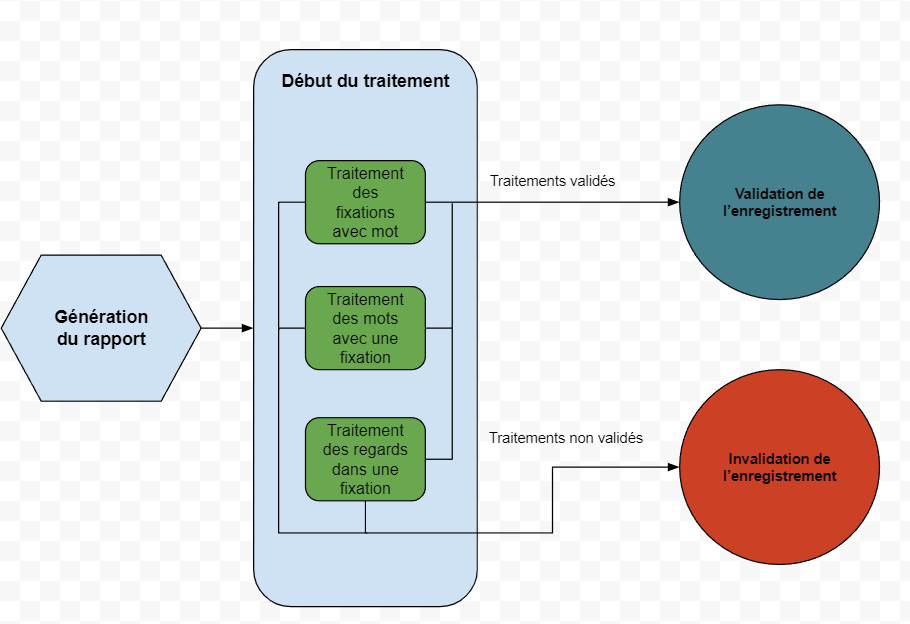 Début du traitement
Traitement
des
fixations
avec mot
Traitements validés
Validation de
l'enregistrement
Génération
du rapport
Traitement
des mots
avec une
fixation
Traitement
des regards
dans une
fixation
Traitements non validés
Invalidation de
l'enregistrement